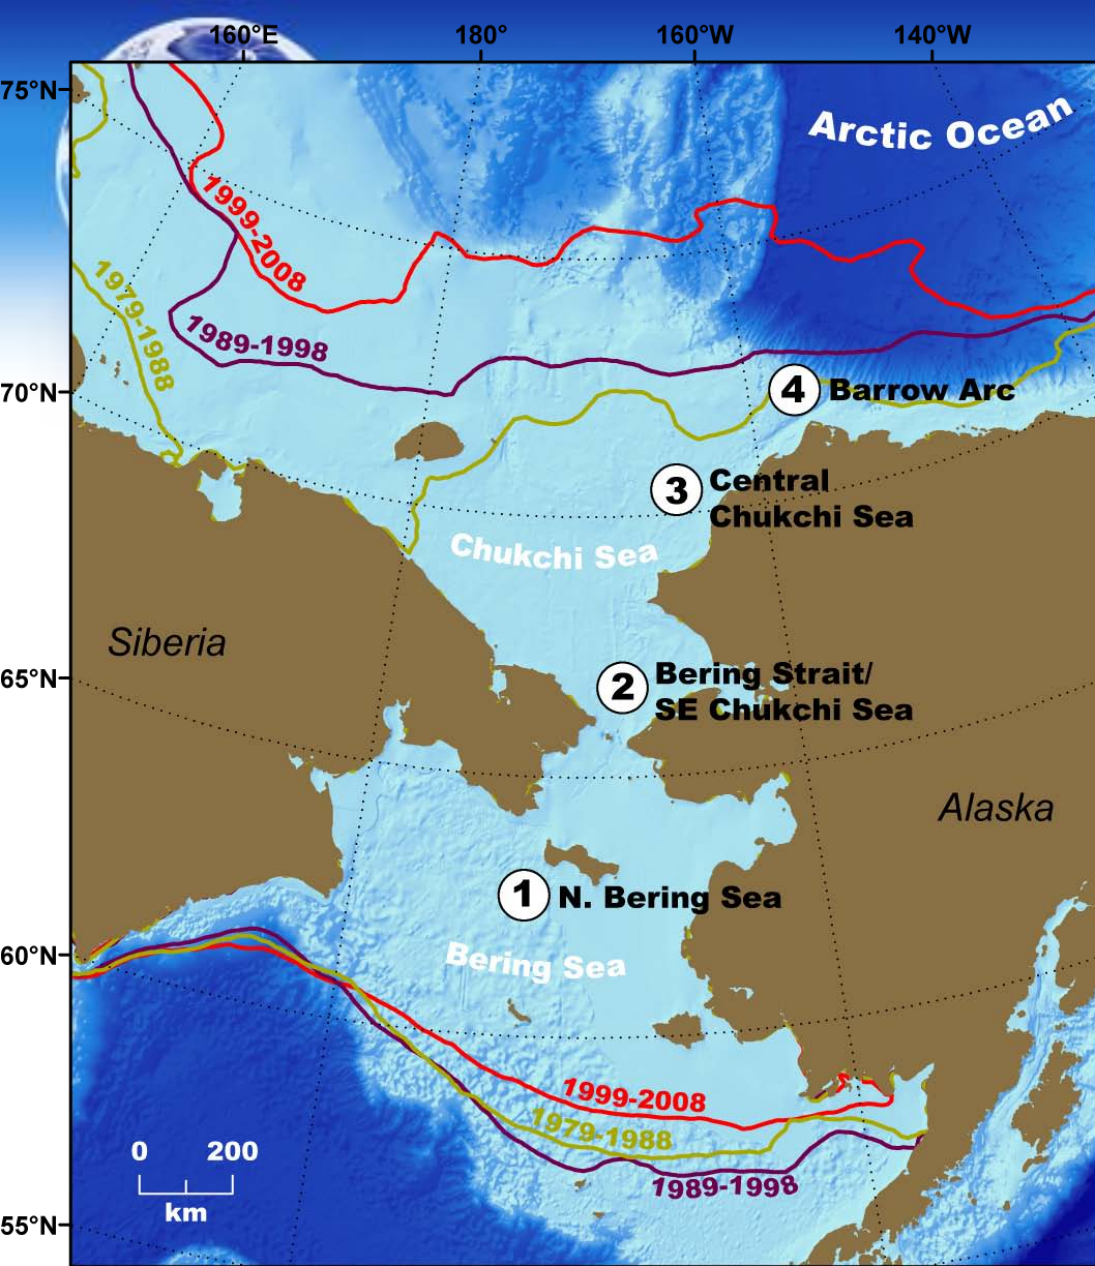 160°E
180°
160°W
140°W
75°N
Arctic Ocean
1999-2008
1979-1988
1989-1998
70°N
4
Barrow Arc
3
Central
Chukchi Sea
Chukchi Sea
Siberia
65°N
2
Bering Strait/
SE Chukchi Sea
Alaska
1
N. Bering Sea
60°N
Bering Sea
1999-2008
1979-1988
1989-1998
0
200
km
55°N